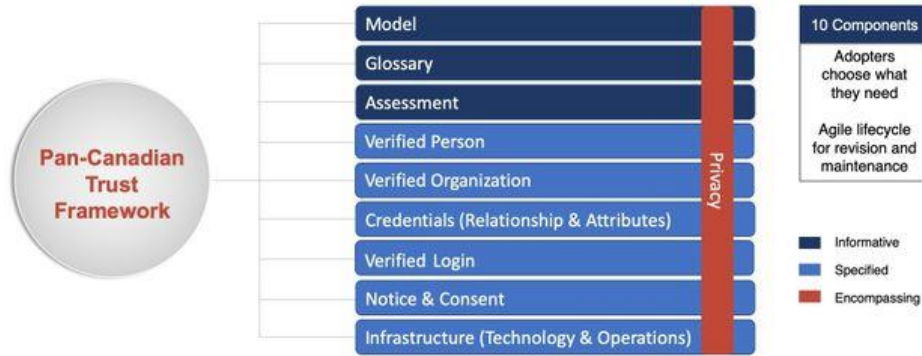 Pan-Canadian
Trust
Framework
Model
Glossary
Assessment
Verified Person
Verified Organization
Credentials (Relationship & Attributes)
Verified Login
Notice & Consent
Infrastructure (Technology & Operations)
Privacy
10 Components
Adopters
choose what
they need
Agile lifecycle
for revision and
maintenance
Informative
Specified
Encompassing